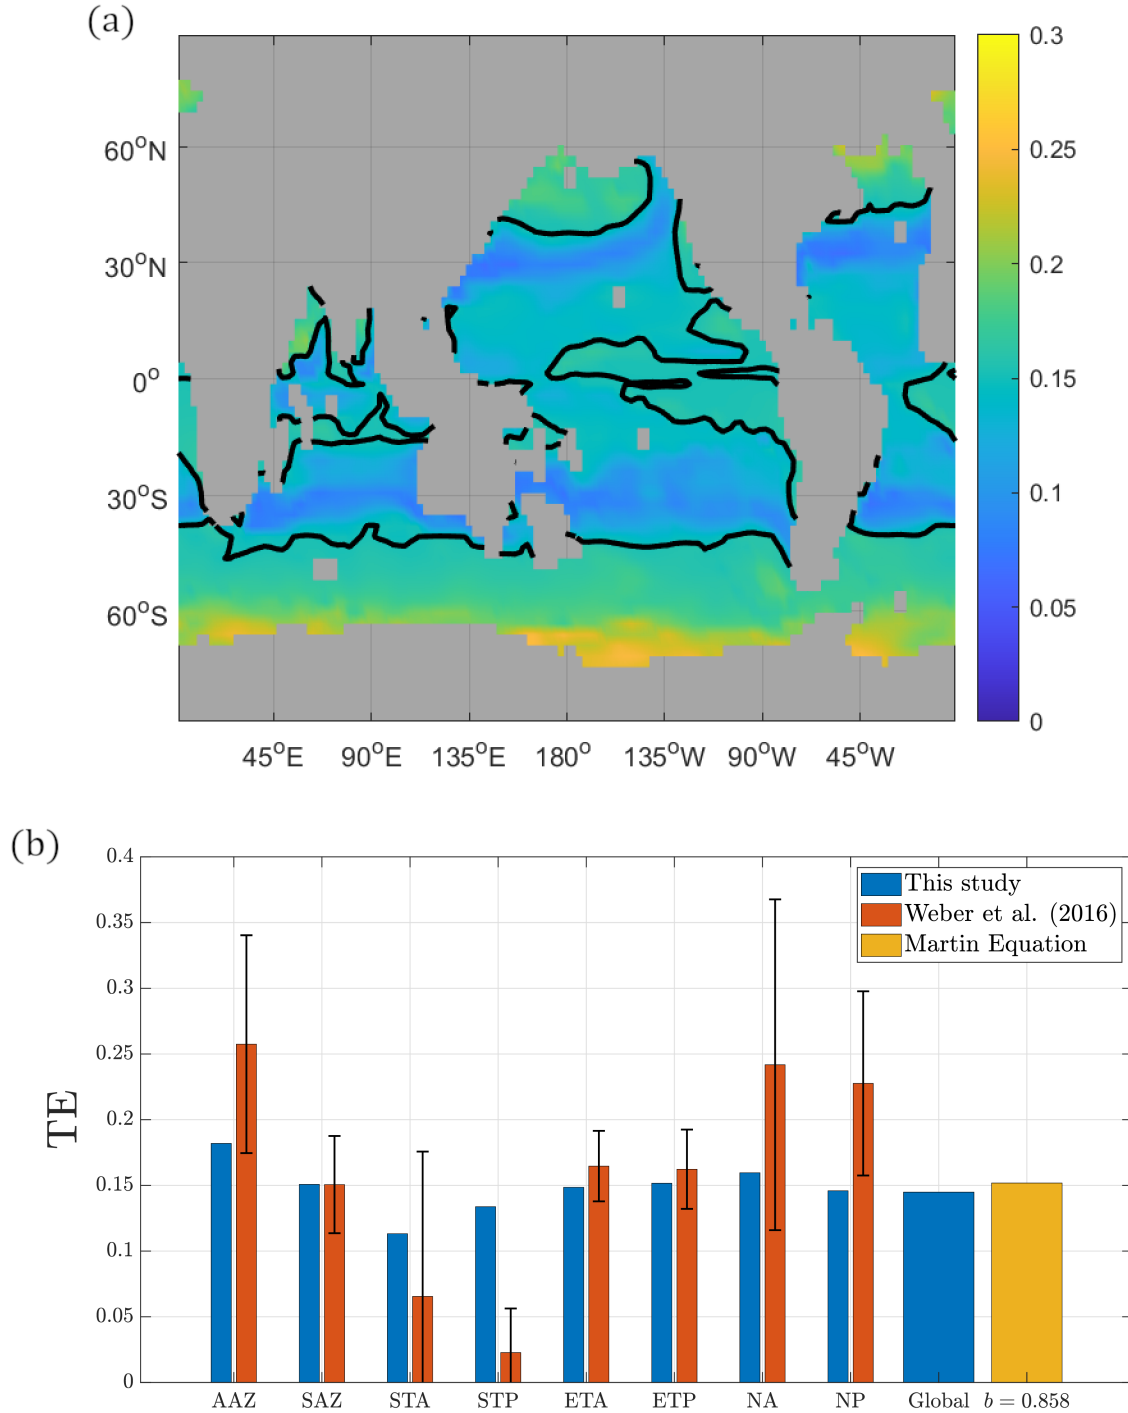 (a)
0.3
0.25
0.2
0.15
0.1
0.05
0
60°N
30°N
0°
30°S
60°S
45°E 90°E 135°E 180° 135°W 90°W 45°W
(b)
0.4
0.35
0.3
0.25
0.2
0.15
0.1
0.05
0
TE
This study
Weber et al. (2016)
Martin Equation
AAZ SAZ STA STP ETA ETP NA NP Global b = 0.858